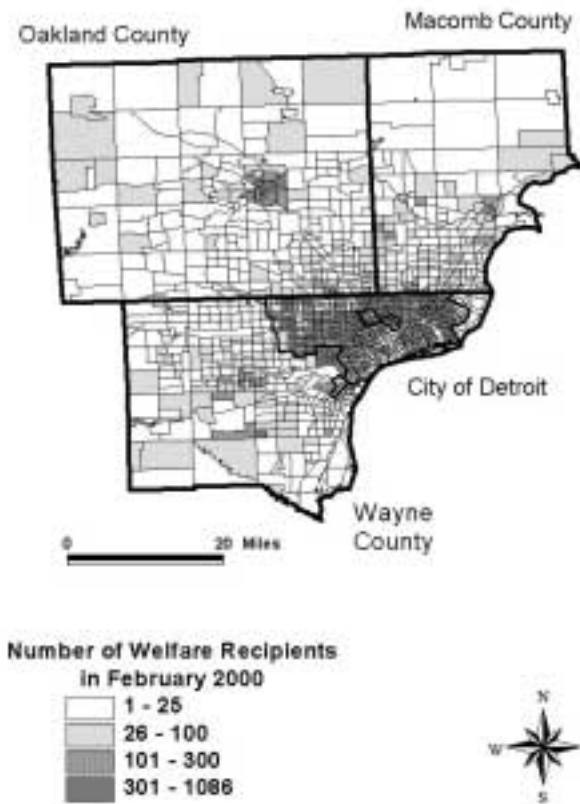 Oakland County
Macomb County
City of Detroit
Wayne
County
0 20 Miles
Number of Welfare Recipients
in February 2000
1 - 25
26 - 100
101 - 300
301 - 1086
N
W
S